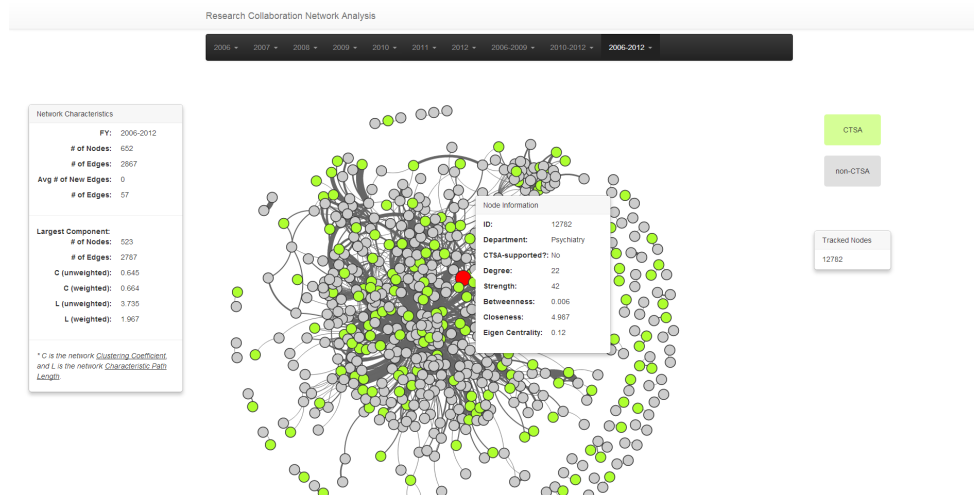 Research Collaboration Network Analysis
2006 2007 2008 2009 2010 2011 2012 2006-2009 2010-2012 2006-2012
Network Characteristics
FY: 2006-2012
# of Nodes: 652
# of Edges: 2867
Avg # of New Edges: 0
# of Edges: 57
Largest Component:
# of Nodes: 523
# of Edges: 2787
C (unweighted): 0.645
C (weighted): 0.664
L (unweighted): 3.735
L (weighted): 1.967
* C is the network Clustering Coefficient,
and L is the network Characteristic Path
Length.
Node Information
ID: 12782
Department: Psychiatry
CTSA-supported?: No
Degree: 22
Strength: 42
Betweenness: 0.006
Closeness: 4.987
Eigen Centrality: 0.12
CTSA
non-CTSA
Tracked Nodes
12782